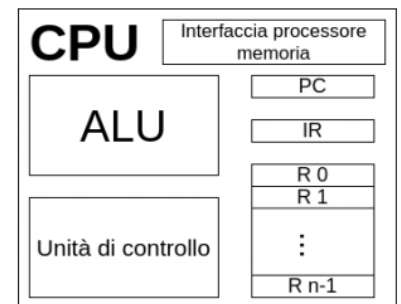 CPU
Interfaccia processore
memoria
ALU
PC
IR
R 0
R 1
⋮
R n-1
Unità di controllo